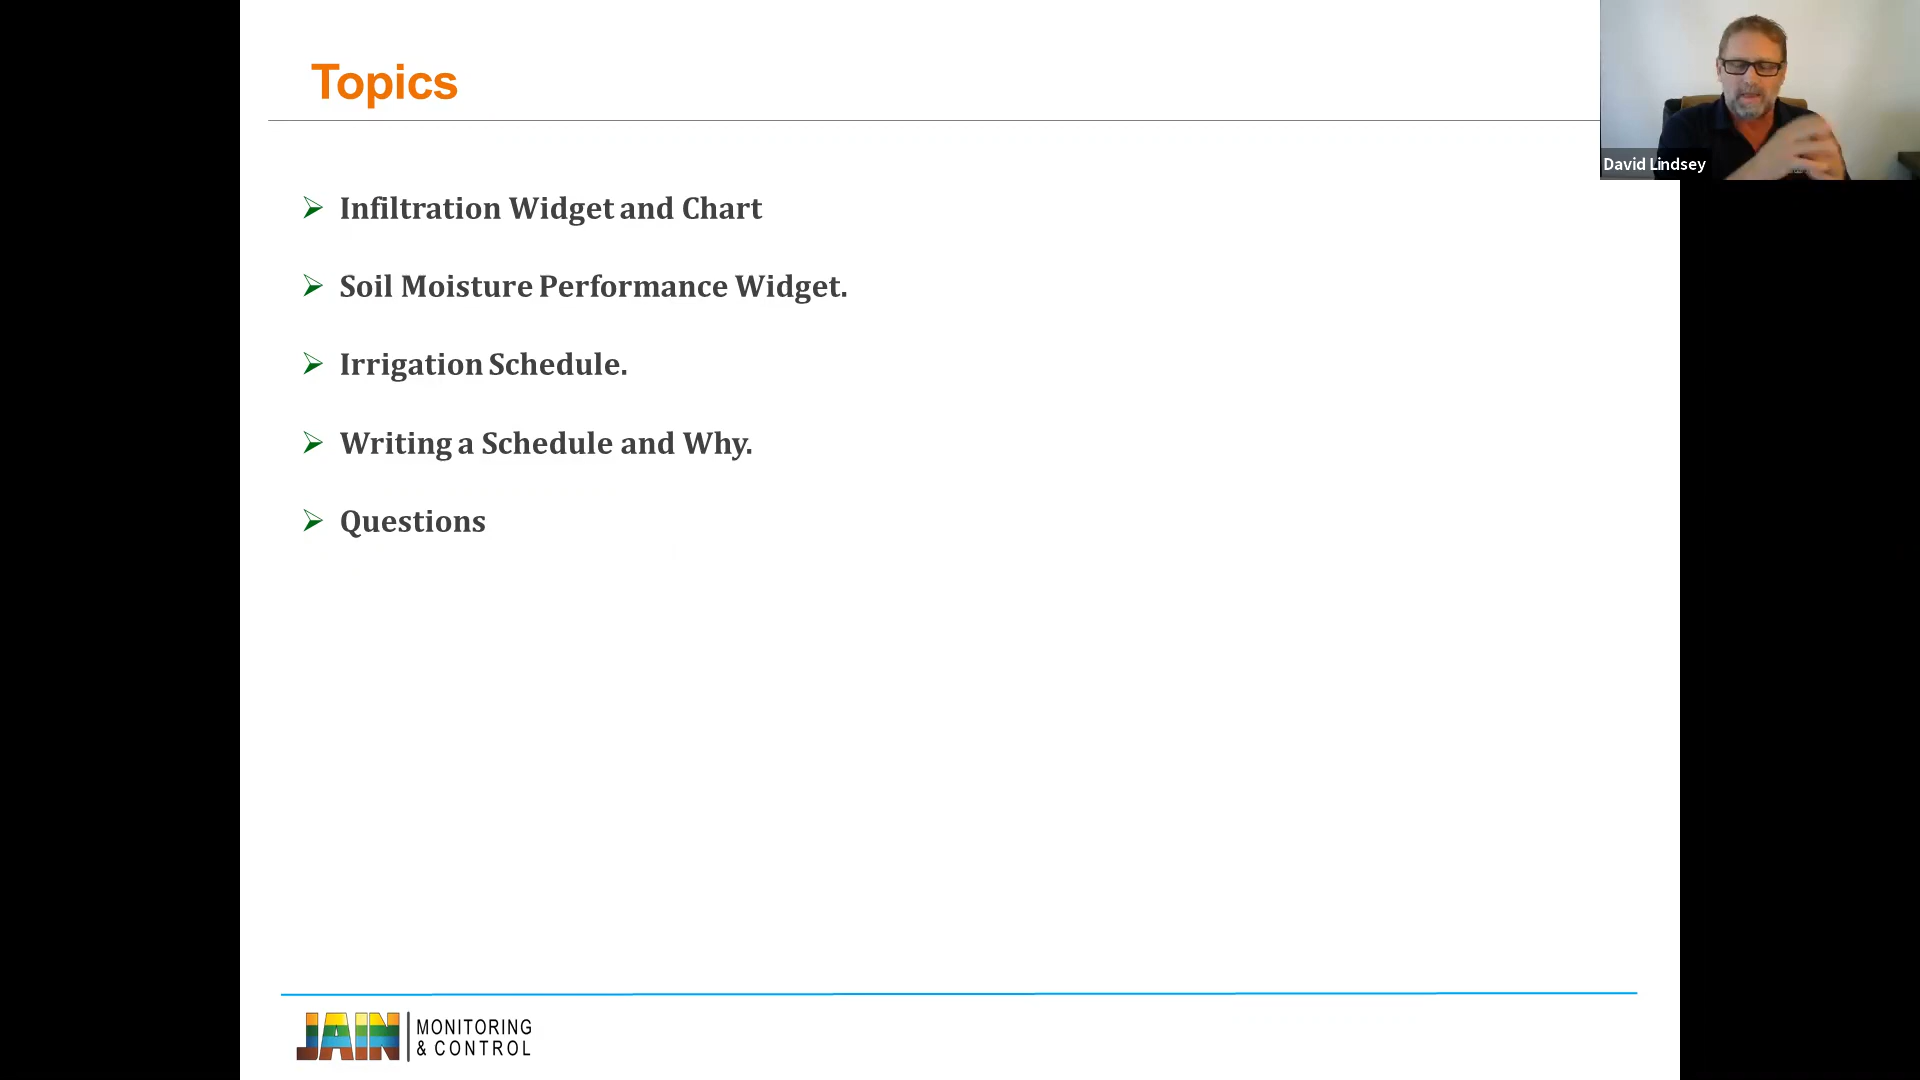 Topics
David Lindsey
Infiltration Widget and Chart
Soil Moisture Performance Widget.
Irrigation Schedule.
Writing a Schedule and Why.
Questions
JAIN MONITORING
& CONTROL